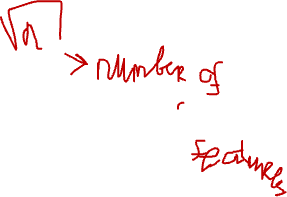 √n
→ number of
features